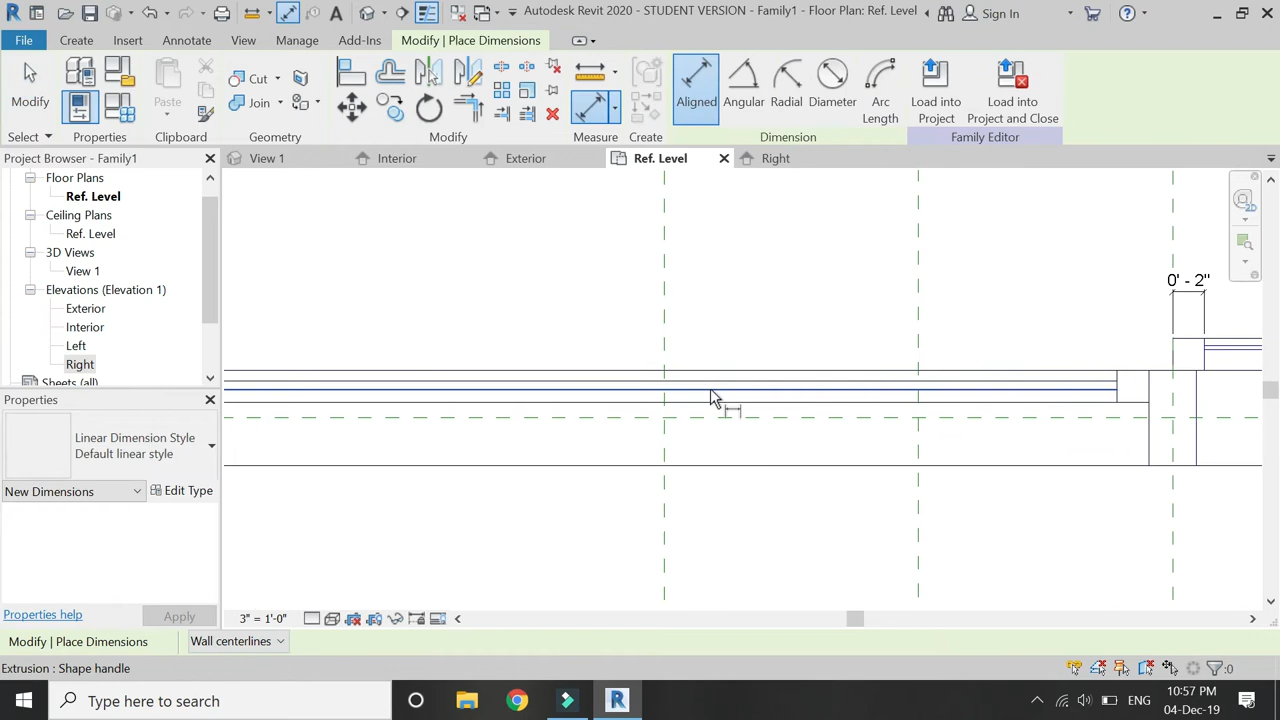 Autodesk Revit 2020 - STUDENT VERSION - Family1 - Floor Plan: Ref. Level
Sign In
File Create Insert Annotate View Manage Add-Ins Modify | Place Dimensions
Modify Paste Cut Join Aligned Angular Radial Diameter Arc Length Load into Project Load into Project and Close
Select Properties Clipboard Geometry Modify Measure Create Dimension Family Editor
Project Browser - Family1
View 1 Interior Exterior Ref. Level Right
Floor Plans
Ref. Level
Ceiling Plans
Ref. Level
3D Views
View 1
Elevations (Elevation 1)
Exterior
Interior
Left
Right
Sheets (all)
0' - 2"
Properties
Linear Dimension Style
Default linear style
New Dimensions Edit Type
Properties help Apply
3" = 1'-0"
Modify | Place Dimensions Wall centerlines
Extrusion : Shape handle
:0
Type here to search
ENG
10:57 PM
04-Dec-19